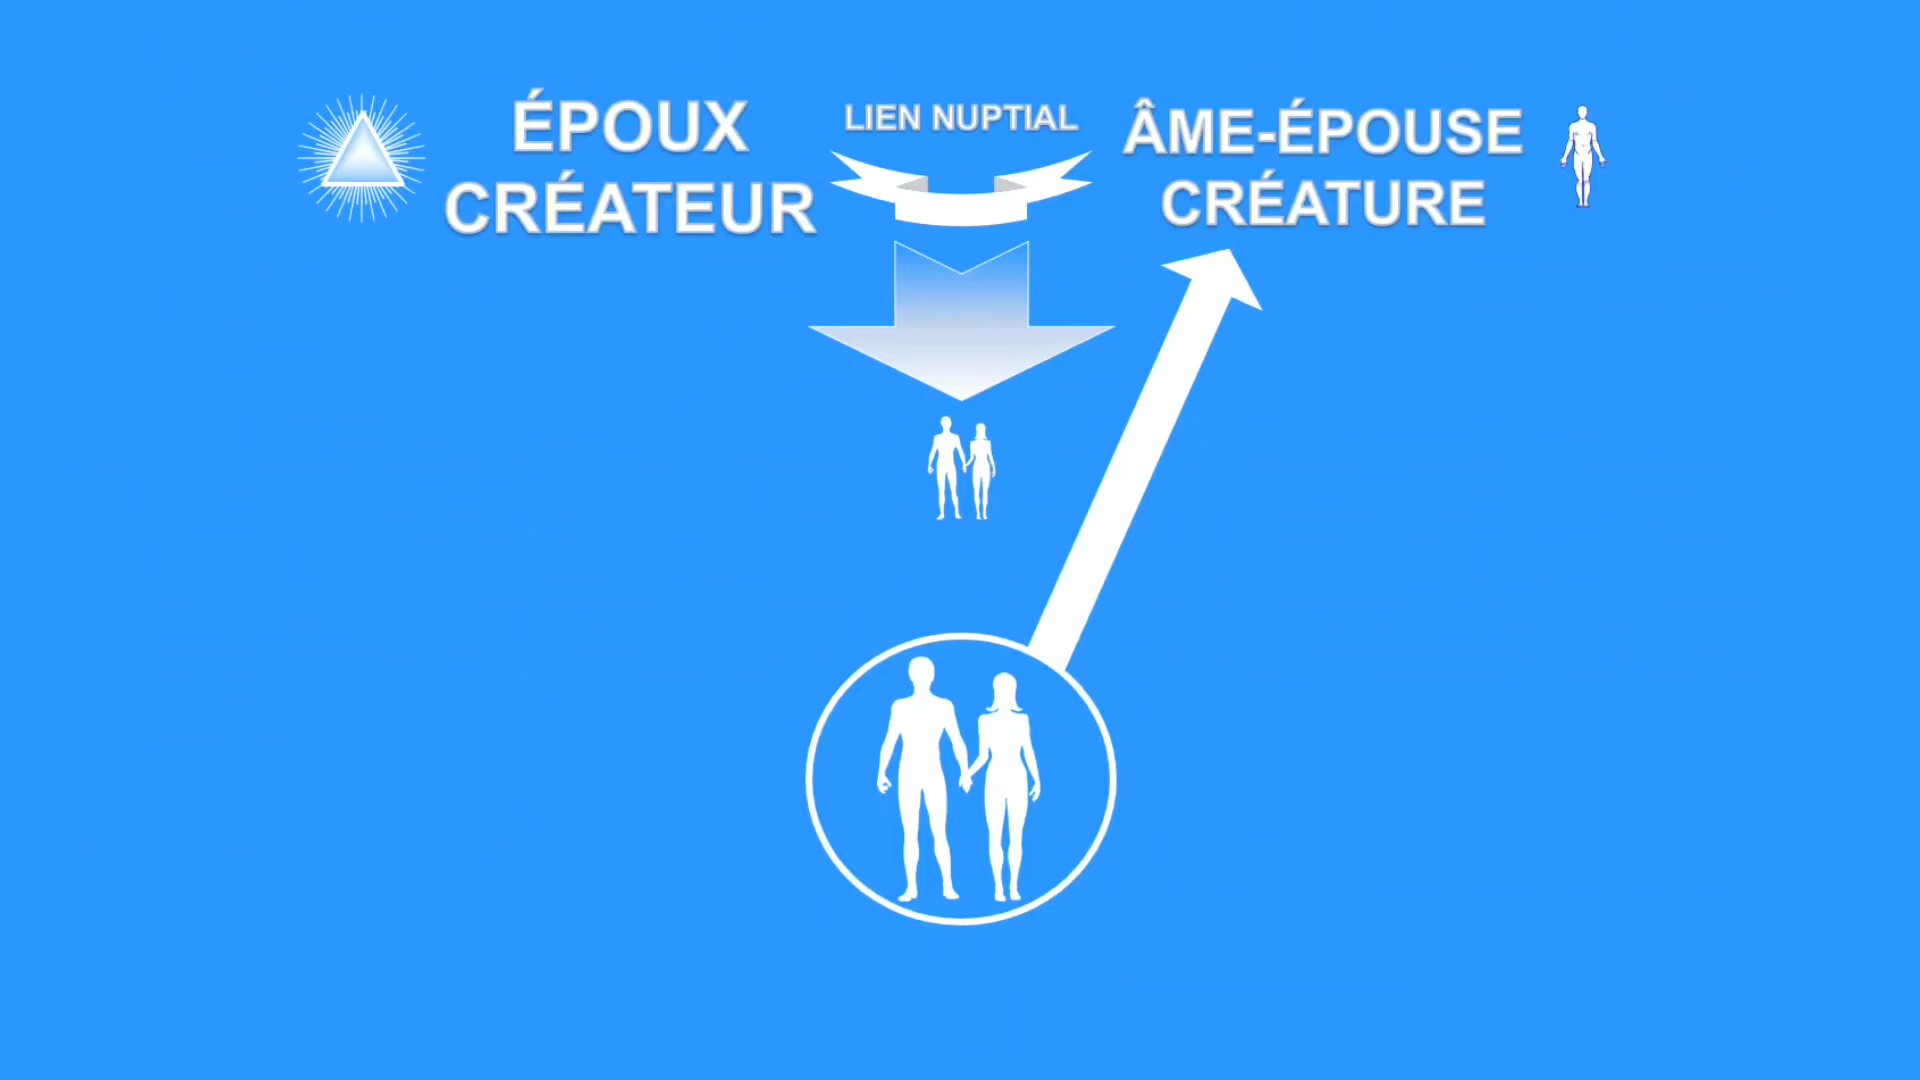 ÉPOUX
CRÉATEUR
LIEN NUPTIAL
ÂME-ÉPOUSE
CRÉATURE